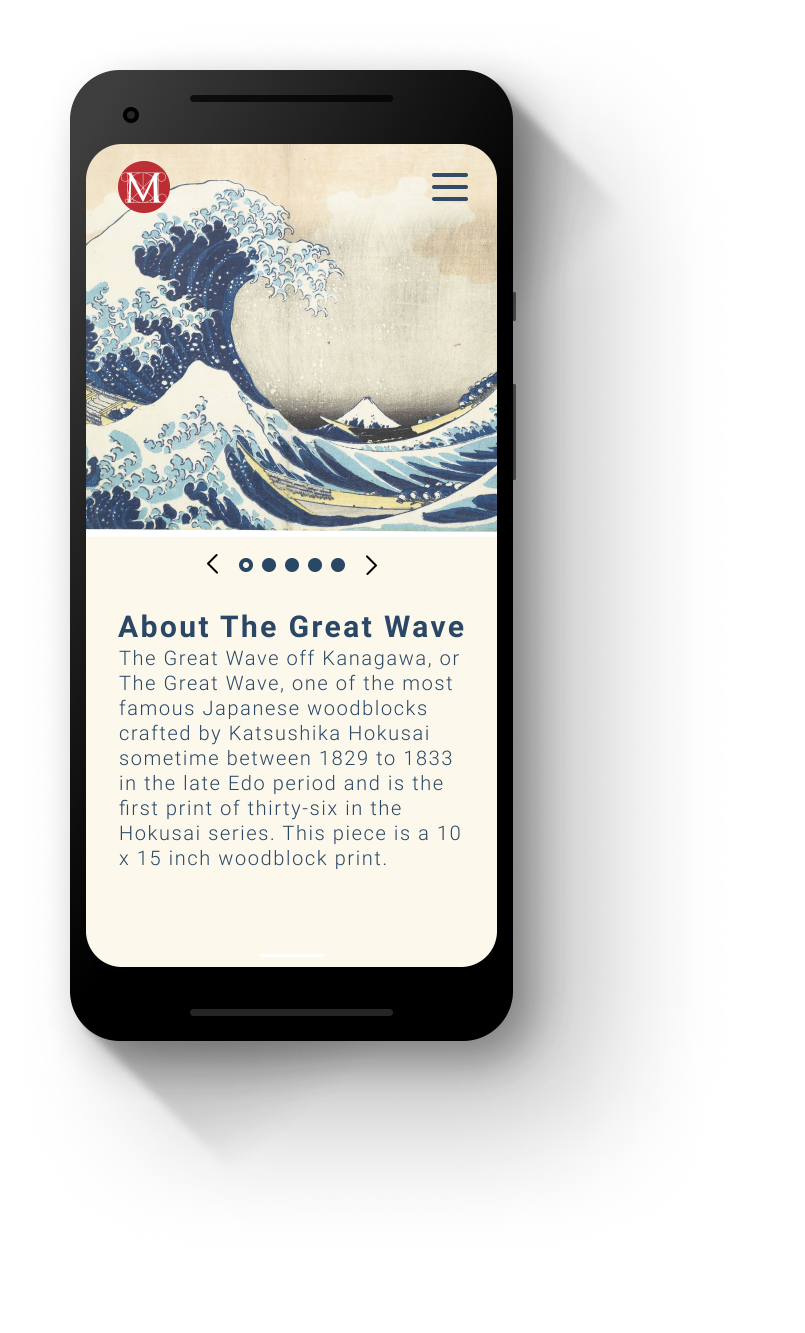 M
About The Great Wave
The Great Wave off Kanagawa, or
The Great Wave, one of the most
famous Japanese woodblocks
crafted by Katsushika Hokusai
sometime between 1829 to 1833
in the late Edo period and is the
first print of thirty-six in the
Hokusai series. This piece is a 10
x 15 inch woodblock print.